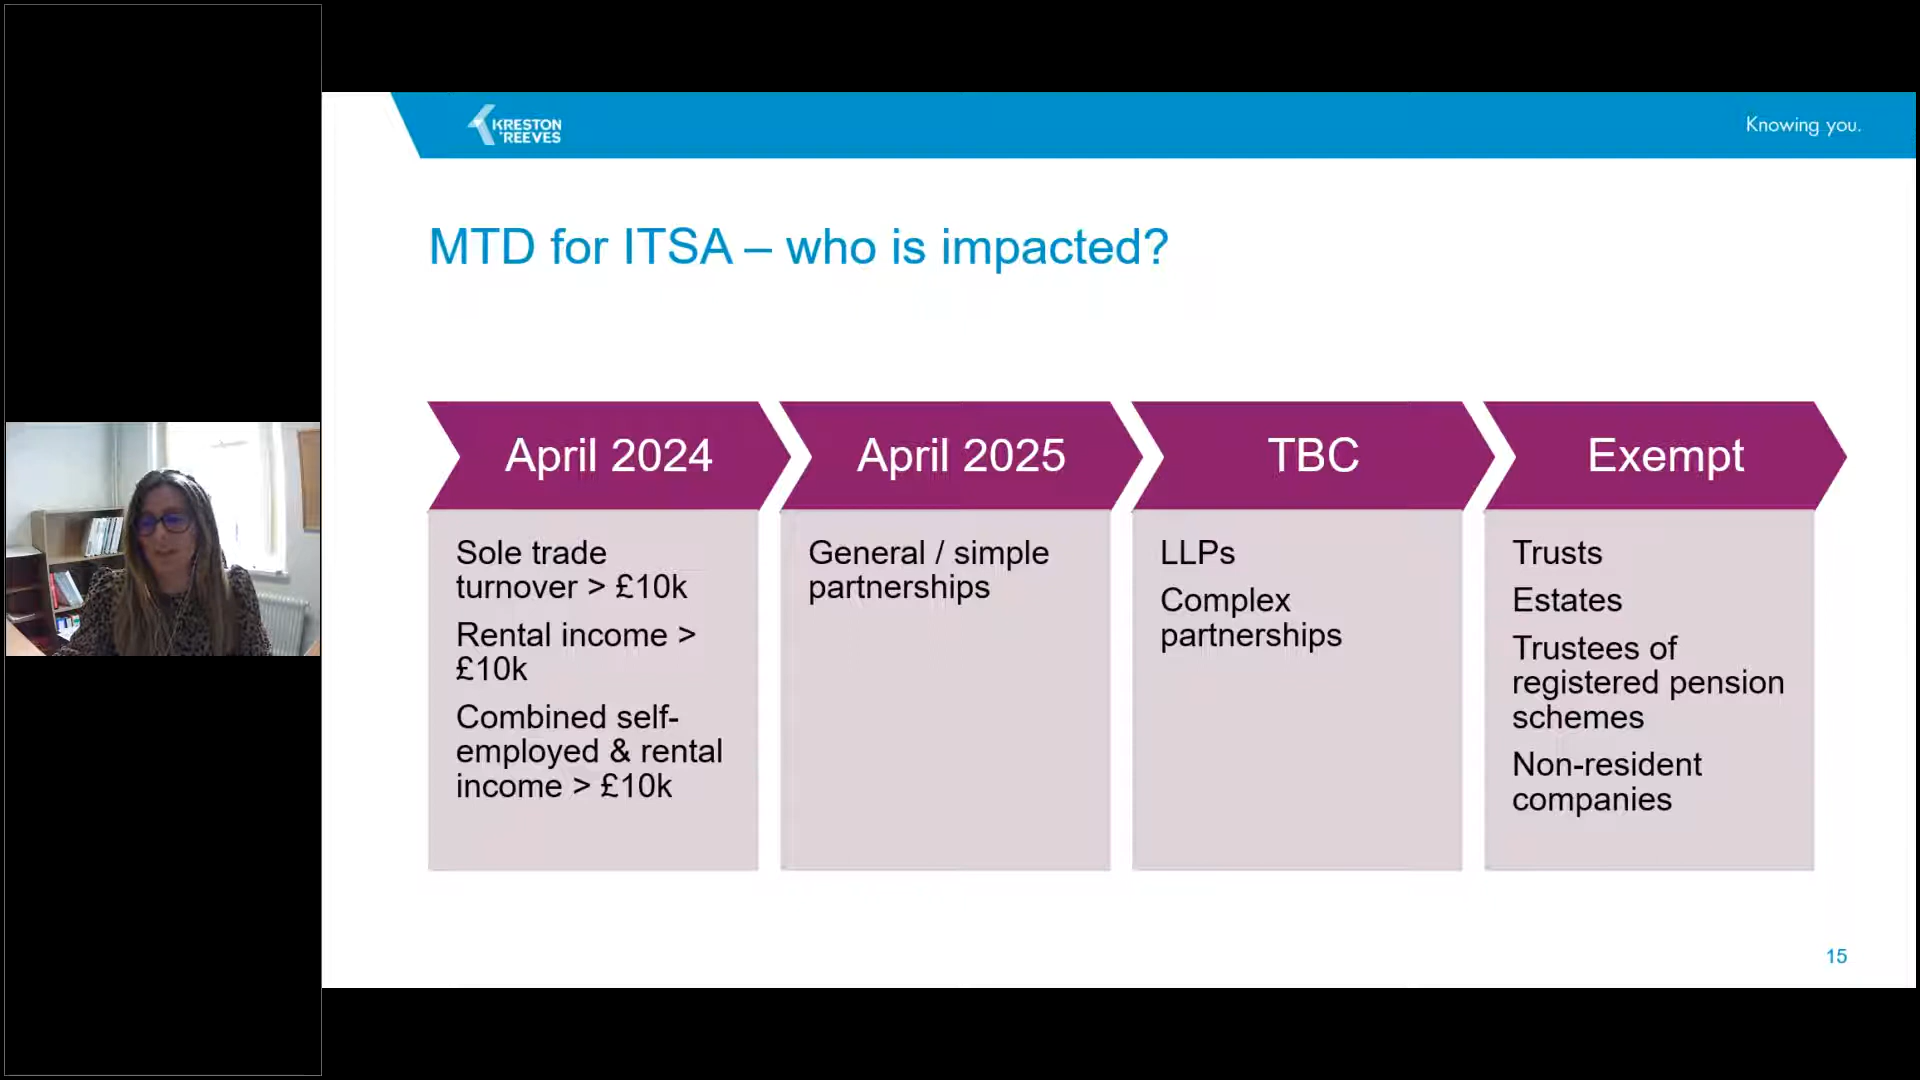 KRESTON
REEVES
Knowing you.
MTD for ITSA – who is impacted?
April 2024
Sole trade
turnover > £10k
Rental income >
£10k
Combined self-
employed & rental
income > £10k
April 2025
General / simple
partnerships
TBC
LLPs
Complex
partnerships
Exempt
Trusts
Estates
Trustees of
registered pension
schemes
Non-resident
companies
15